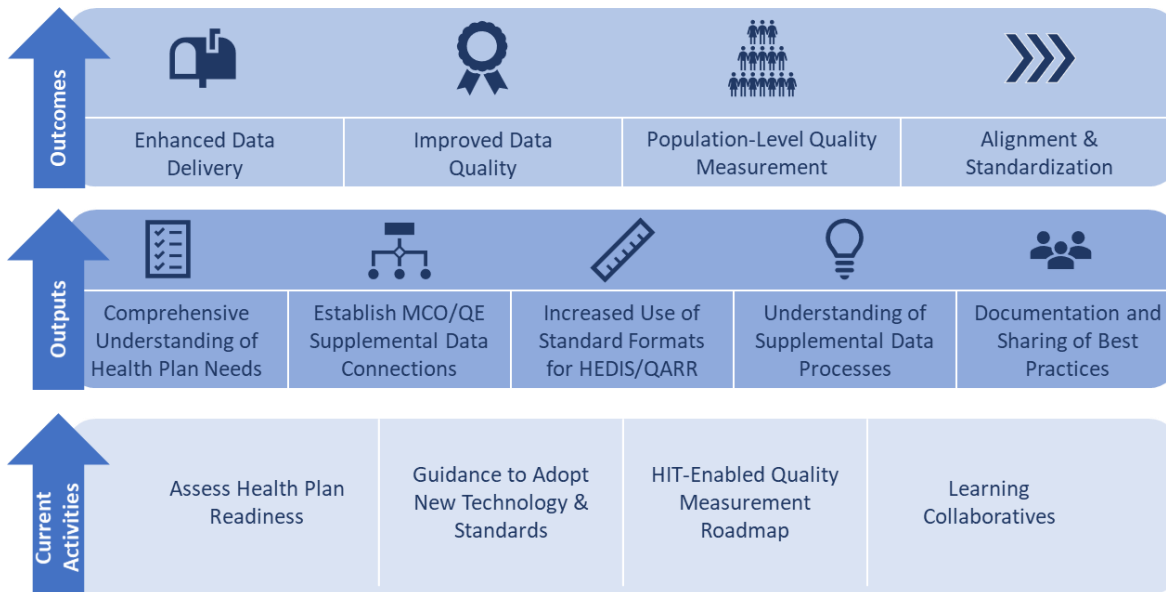 Outcomes
Enhanced Data
Delivery
Improved Data
Quality
Population-Level Quality
Measurement
Alignment &
Standardization
Outputs
Comprehensive
Understanding of
Health Plan Needs
Establish MCO/QE
Supplemental Data
Connections
Increased Use of
Standard Formats
for HEDIS/QARR
Understanding of
Supplemental Data
Processes
Documentation and
Sharing of Best
Practices
Current
Activities
Assess Health Plan
Readiness
Guidance to Adopt
New Technology &
Standards
HIT-Enabled Quality
Measurement
Roadmap
Learning
Collaboratives